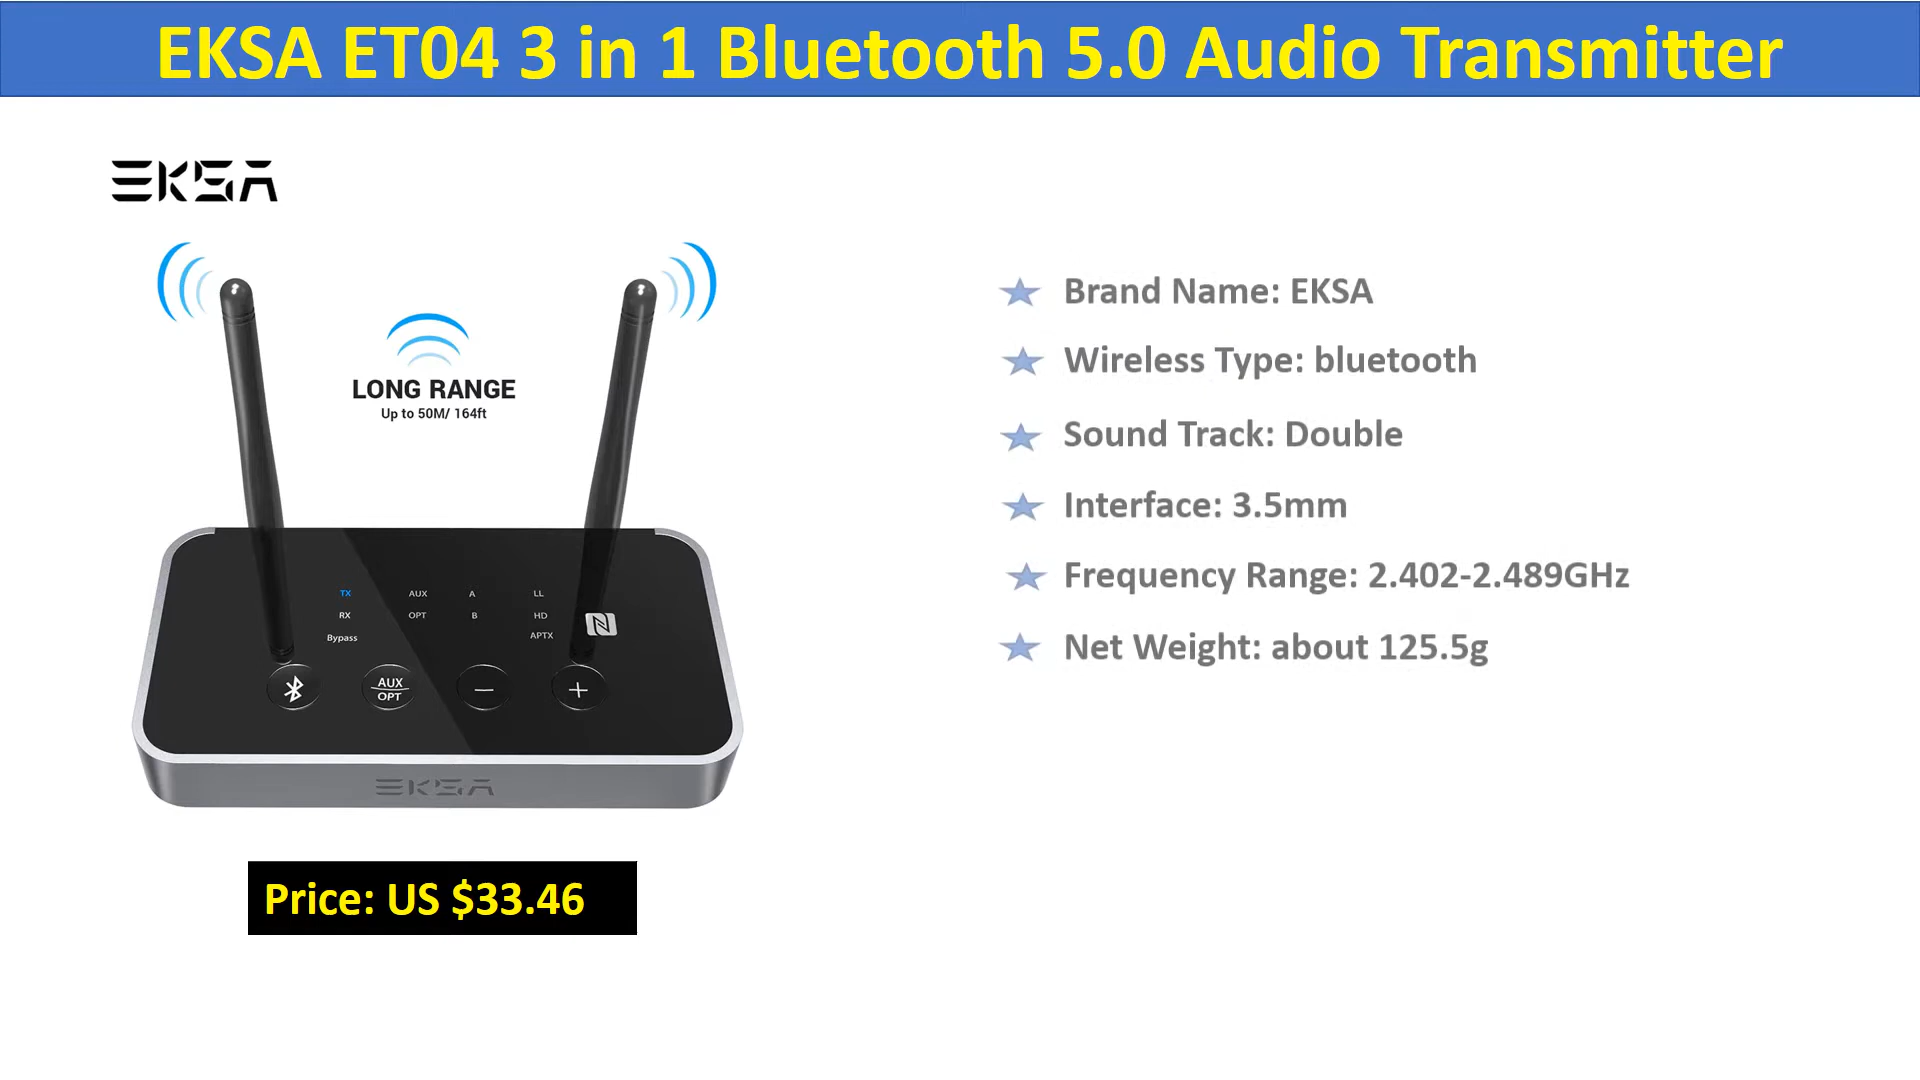 EKSA ET04 3 in 1 Bluetooth 5.0 Audio Transmitter
EKSA
LONG RANGE
Up to 50M/ 164ft
TX AUX A LL
RX OPT B HD
Bypass APTX
AUX
OPT
EKSA
Price: US $33.46
Brand Name: EKSA
Wireless Type: bluetooth
Sound Track: Double
Interface: 3.5mm
Frequency Range: 2.402-2.489GHz
Net Weight: about 125.5g